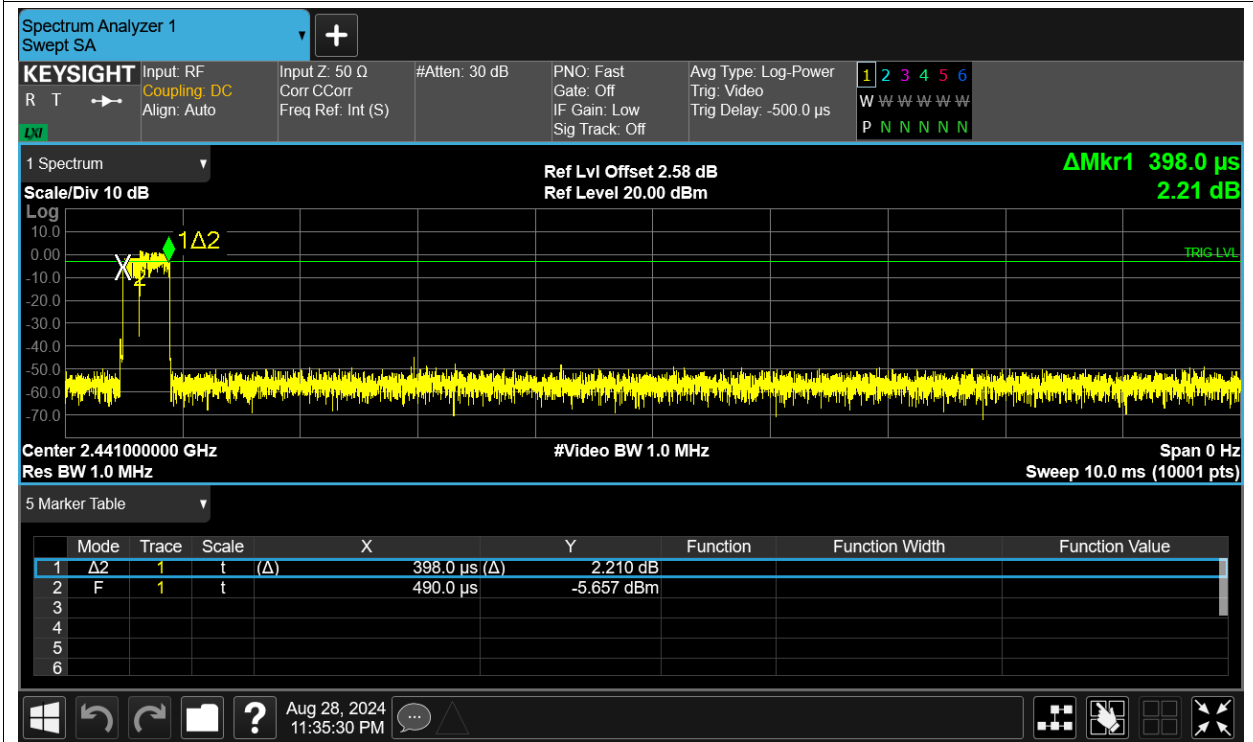 Spectrum Analyzer 1
Swept SA
▼
+
KEYSIGHT Input: RF Input Z: 50 Ω #Atten: 30 dB PNO: Fast Avg Type: Log-Power 1 2 3 4 5 6
R T Coupling: DC Corr CCorr Gate: Off Trig: Video W W W W W W
Align: Auto Freq Ref: Int (S) IF Gain: Low Trig Delay: -500.0 µs P N N N N N
LXI Sig Track: Off
1 Spectrum ▼ Ref Lvl Offset 2.58 dB ΔMkr1 398.0 µs
Scale/Div 10 dB Ref Level 20.00 dBm 2.21 dB
Log
10.0
1Δ2
0.00 TRIG LVL
X
2
-10.0
-20.0
-30.0
-40.0
-50.0
-60.0
-70.0
Center 2.441000000 GHz #Video BW 1.0 MHz Span 0 Hz
Res BW 1.0 MHz Sweep 10.0 ms (10001 pts)
5 Marker Table ▼
Mode Trace Scale X Y Function Function Width Function Value
1 Δ2 1 t (Δ) 398.0 µs (Δ) 2.210 dB
2 F 1 t 490.0 µs -5.657 dBm
3
4
5
6
? Aug 28, 2024
11:35:30 PM